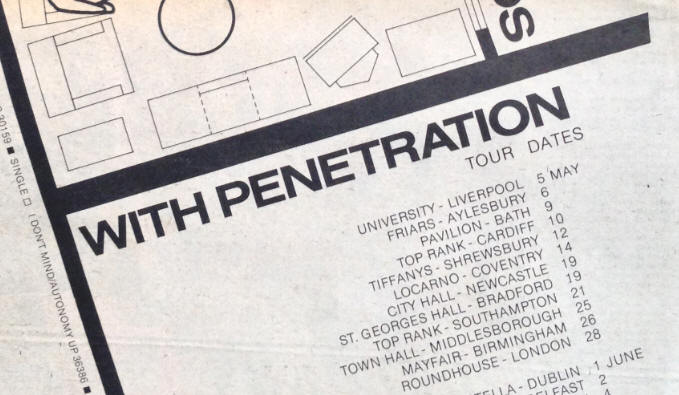 WITH PENETRATION
TOUR DATES
UNIVERSITY - LIVERPOOL 5 MAY
FRIARS - AYLESBURY 6
PAVILION - BATH 9
TOP RANK - CARDIFF 10
TIFFANYS - SHREWSBURY 12
LOCARNO - COVENTRY 14
CITY HALL - NEWCASTLE 19
ST. GEORGES HALL - BRADFORD 19
TOP RANK - SOUTHAMPTON 21
TOWN HALL - MIDDLESBOROUGH 25
MAYFAIR - BIRMINGHAM 26
ROUNDHOUSE - LONDON 28
DUBLIN 1 JUNE
2
30159 ■ SINGLE □ I DON'T MIND/AUTONOMY UP 36386 ■